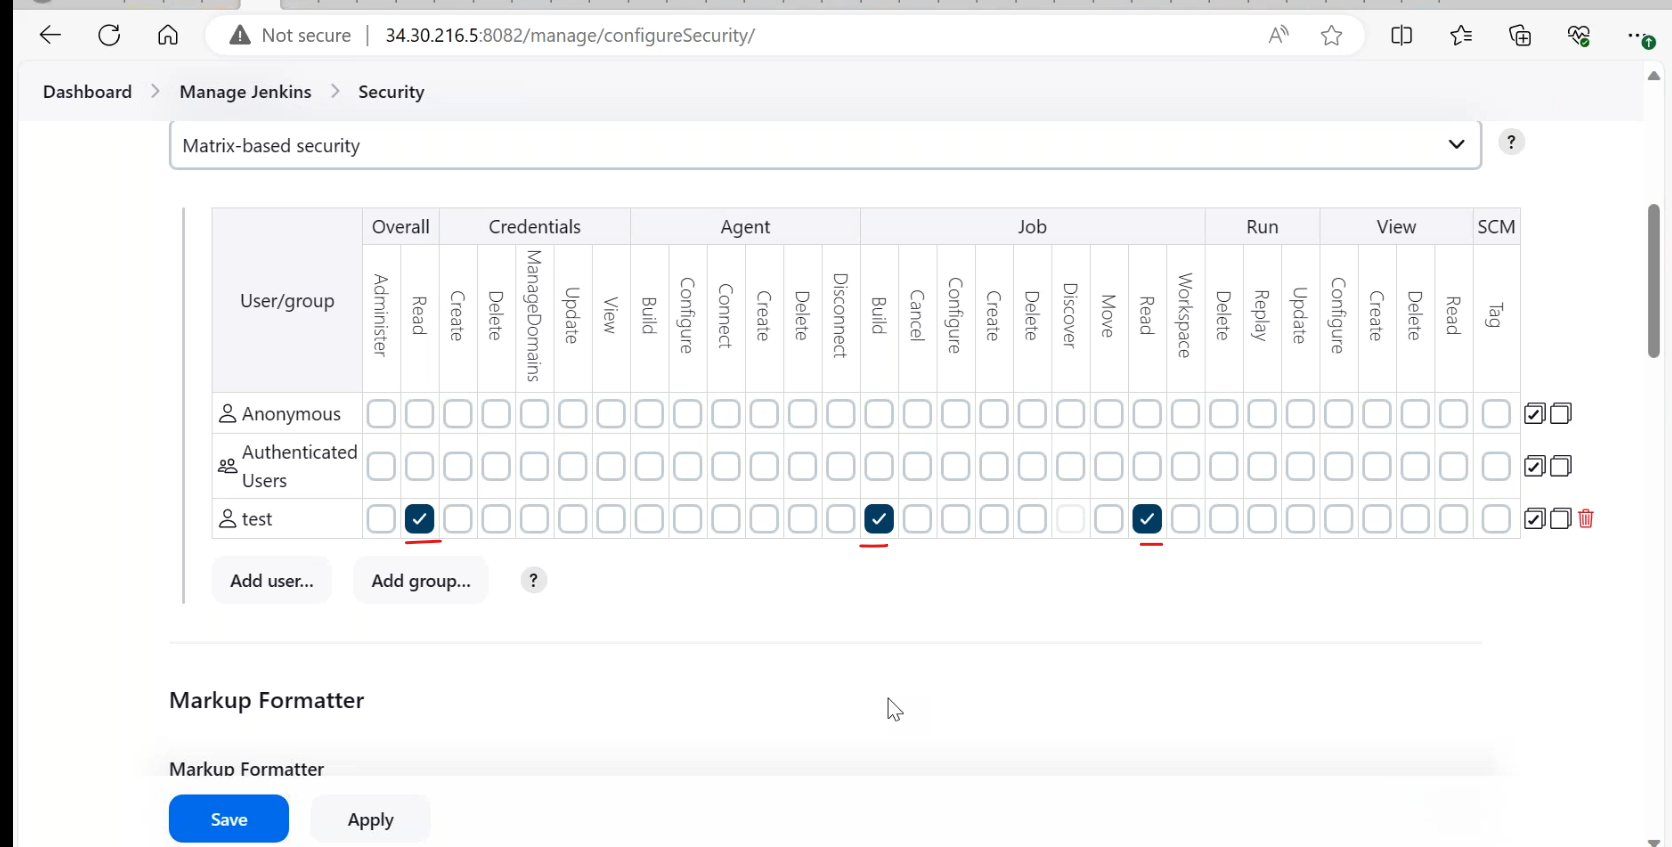 Not secure | 34.30.216.5:8082/manage/configureSecurity/
Dashboard > Manage Jenkins > Security
Matrix-based security
?
User/group
Overall Credentials Agent Job Run View SCM
Administer Read Create Delete ManageDomains Update View Build Configure Connect Create Delete Disconnect Build Cancel Configure Create Delete Discover Move Read Workspace Delete Replay Update Configure Create Delete Read Tag
Anonymous
Authenticated
Users
test
Add user... Add group... ?
Markup Formatter
Markup Formatter
Save Apply